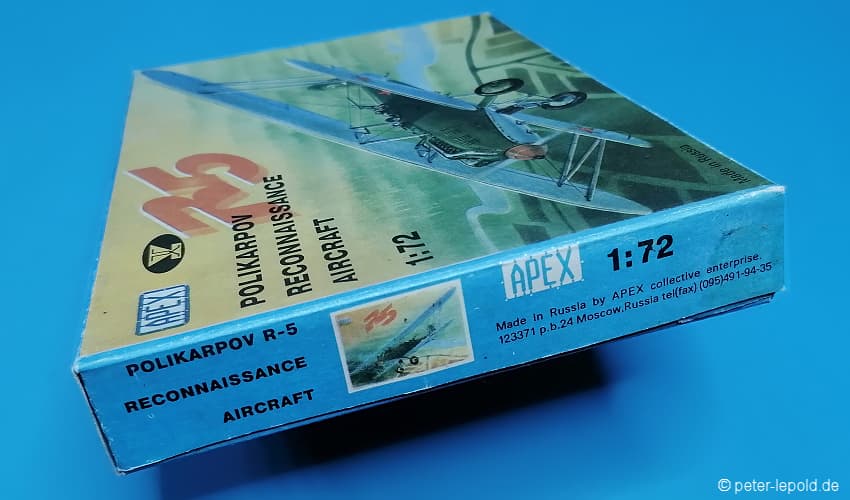 POLIKARPOV
RECONNAISSANCE
AIRCRAFT
1:72
APEX
Made in Russia
POLIKARPOV R-5
RECONNAISSANCE
AIRCRAFT
APEX
1:72
Made in Russia by APEX collective enterprise.
123371 p.b.24 Moscow.Russia tel(fax)(095)491-94-35
© peter-lepold.de